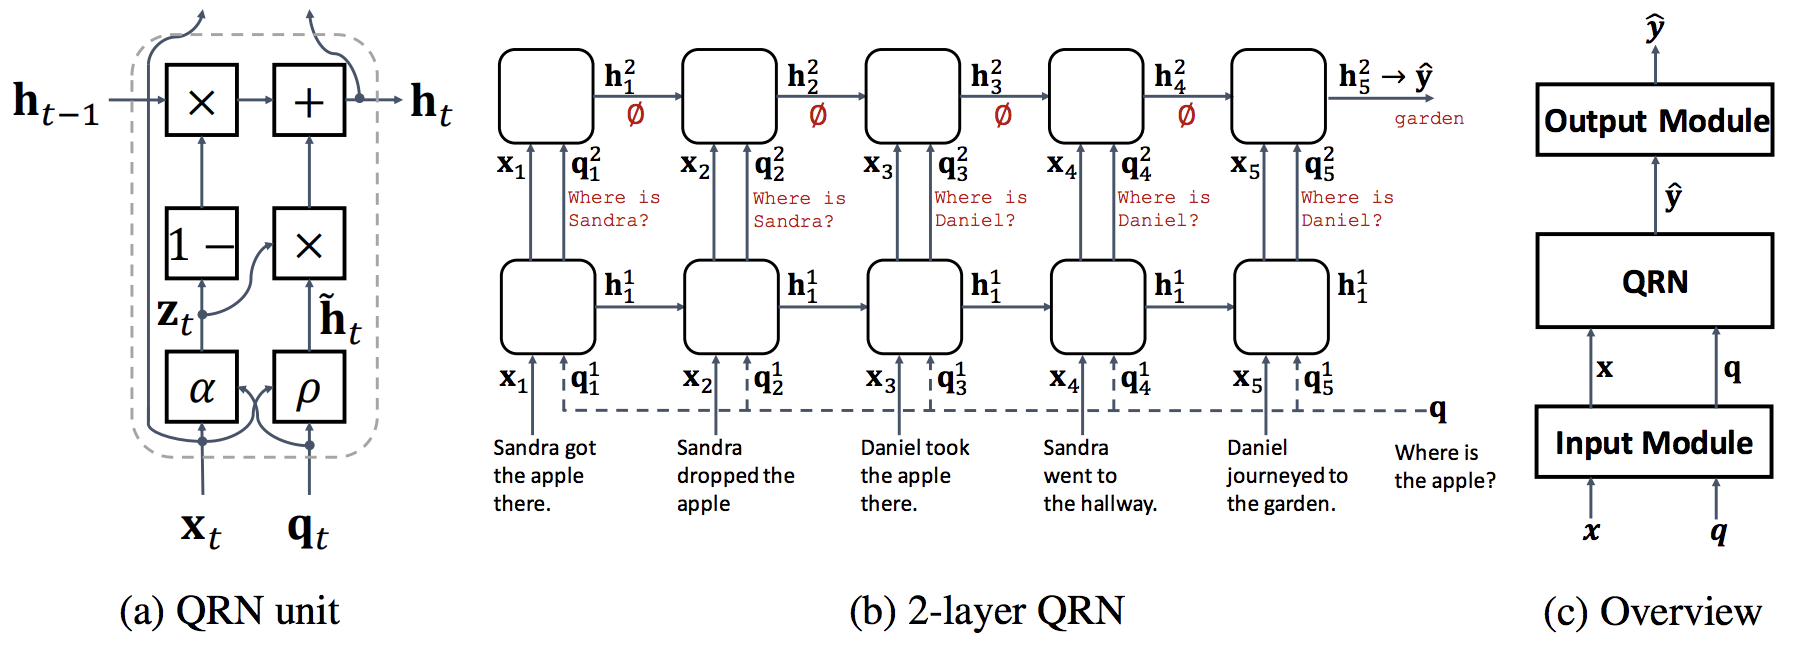 h_{t-1}
×
+
h_t
1 −
×
z_t
h̃_t
α
ρ
x_t
q_t
(a) QRN unit
h_1^2
∅
h_2^2
∅
h_3^2
∅
h_4^2
∅
h_5^2 → ŷ
garden
x_1
q_1^2
Where is
Sandra?
x_2
q_2^2
Where is
Sandra?
x_3
q_3^2
Where is
Daniel?
x_4
q_4^2
Where is
Daniel?
x_5
q_5^2
Where is
Daniel?
h_1^1
h_1^1
h_1^1
h_1^1
h_1^1
x_1
q_1^1
x_2
q_2^1
x_3
q_3^1
x_4
q_4^1
x_5
q_5^1
q
Sandra got
the apple
there.
Sandra
dropped the
apple
Daniel took
the apple
there.
Sandra
went to
the hallway.
Daniel
journeyed to
the garden.
Where is
the apple?
(b) 2-layer QRN
ŷ
Output Module
ŷ
QRN
x
q
Input Module
x
q
(c) Overview